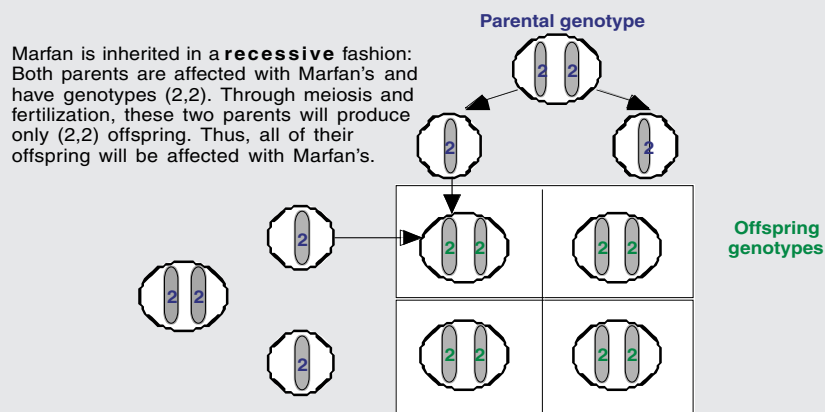 Parental genotype
Marfan is inherited in a recessive fashion:
Both parents are affected with Marfan's and
have genotypes (2,2). Through meiosis and
fertilization, these two parents will produce
only (2,2) offspring. Thus, all of their
offspring will be affected with Marfan's.
2 2
2 2
2
2 2 2 2
Offspring
genotypes
2 2
2
2 2 2 2